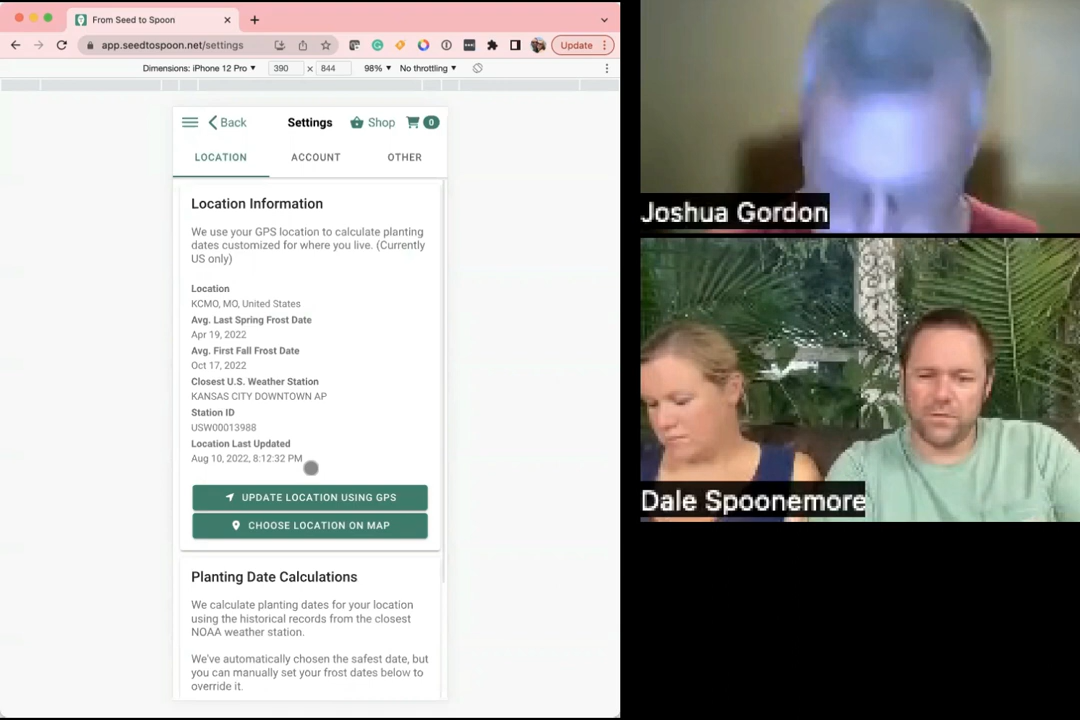 From Seed to Spoon
app.seedtospoon.net/settings
Update
Dimensions: iPhone 12 Pro
390 × 844
98%
No throttling
Back
Settings
Shop
0
LOCATION
ACCOUNT
OTHER
Location Information
We use your GPS location to calculate planting
dates customized for where you live. (Currently
US only)
Location
KCMO, MO, United States
Avg. Last Spring Frost Date
Apr 19, 2022
Avg. First Fall Frost Date
Oct 17, 2022
Closest U.S. Weather Station
KANSAS CITY DOWNTOWN AP
Station ID
USW00013988
Location Last Updated
Aug 10, 2022, 8:12:32 PM
UPDATE LOCATION USING GPS
CHOOSE LOCATION ON MAP
Planting Date Calculations
We calculate planting dates for your location
using the historical records from the closest
NOAA weather station.
We've automatically chosen the safest date, but
you can manually set your frost dates below to
override it.
Joshua Gordon
Dale Spoonemore